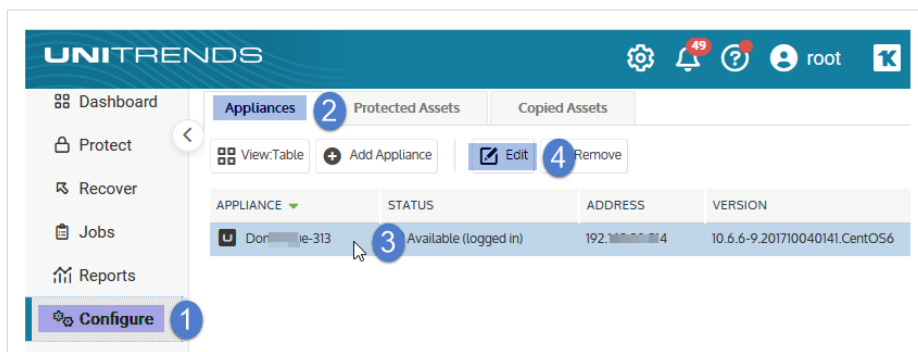 UNITRENDS
49
root
Dashboard
Protect
Recover
Jobs
Reports
Configure
1
Appliances
2
Protected Assets
Copied Assets
View:Table
Add Appliance
Edit
4
Remove
APPLIANCE
STATUS
ADDRESS
VERSION
3
Available (logged in)
10.6.6-9.201710040141.CentOS6